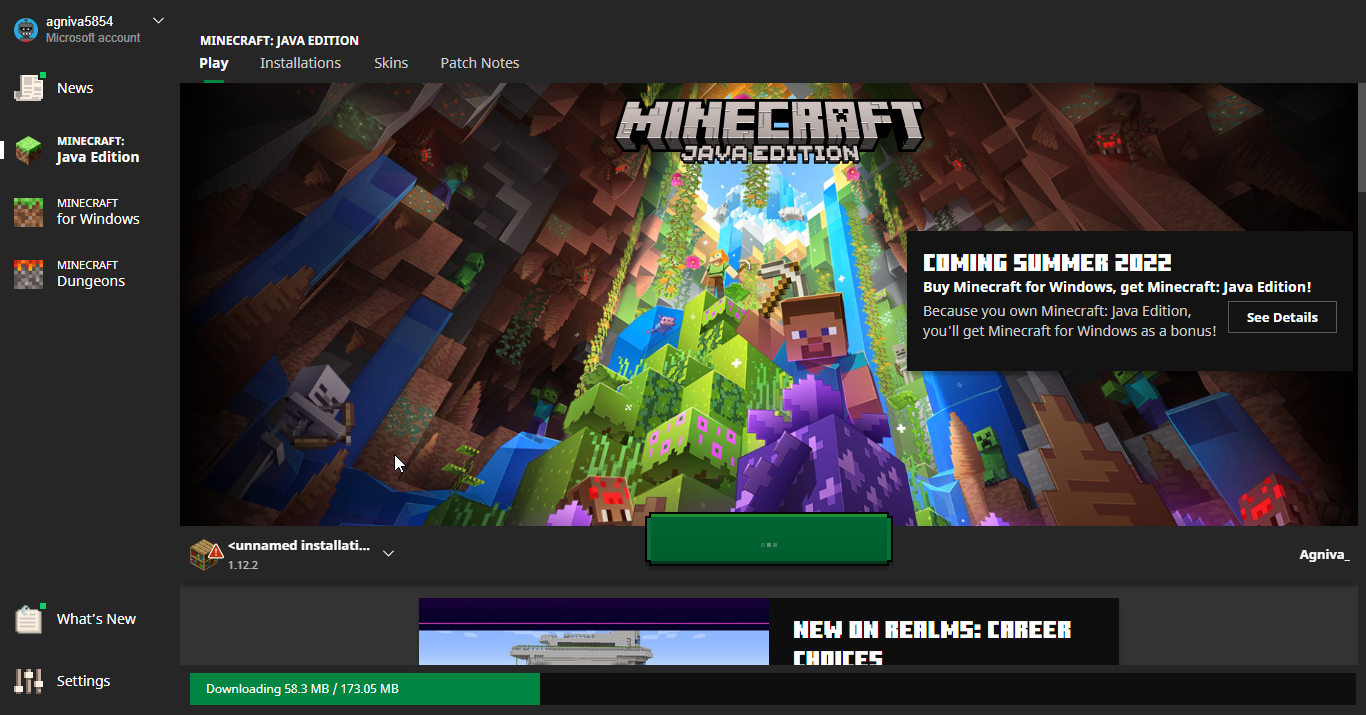 agniva5854
Microsoft account
News
MINECRAFT:
Java Edition
MINECRAFT
for Windows
MINECRAFT
Dungeons
What's New
Settings
MINECRAFT: JAVA EDITION
Play Installations Skins Patch Notes
MINECRAFT
JAVA EDITION
COMING SUMMER 2022
Buy Minecraft for Windows, get Minecraft: Java Edition!
Because you own Minecraft: Java Edition,
you'll get Minecraft for Windows as a bonus!
See Details
<unnamed installati...
1.12.2
...
Agniva_
NEW ON REALMS: CAREER
CHOICES
Downloading 58.3 MB / 173.05 MB